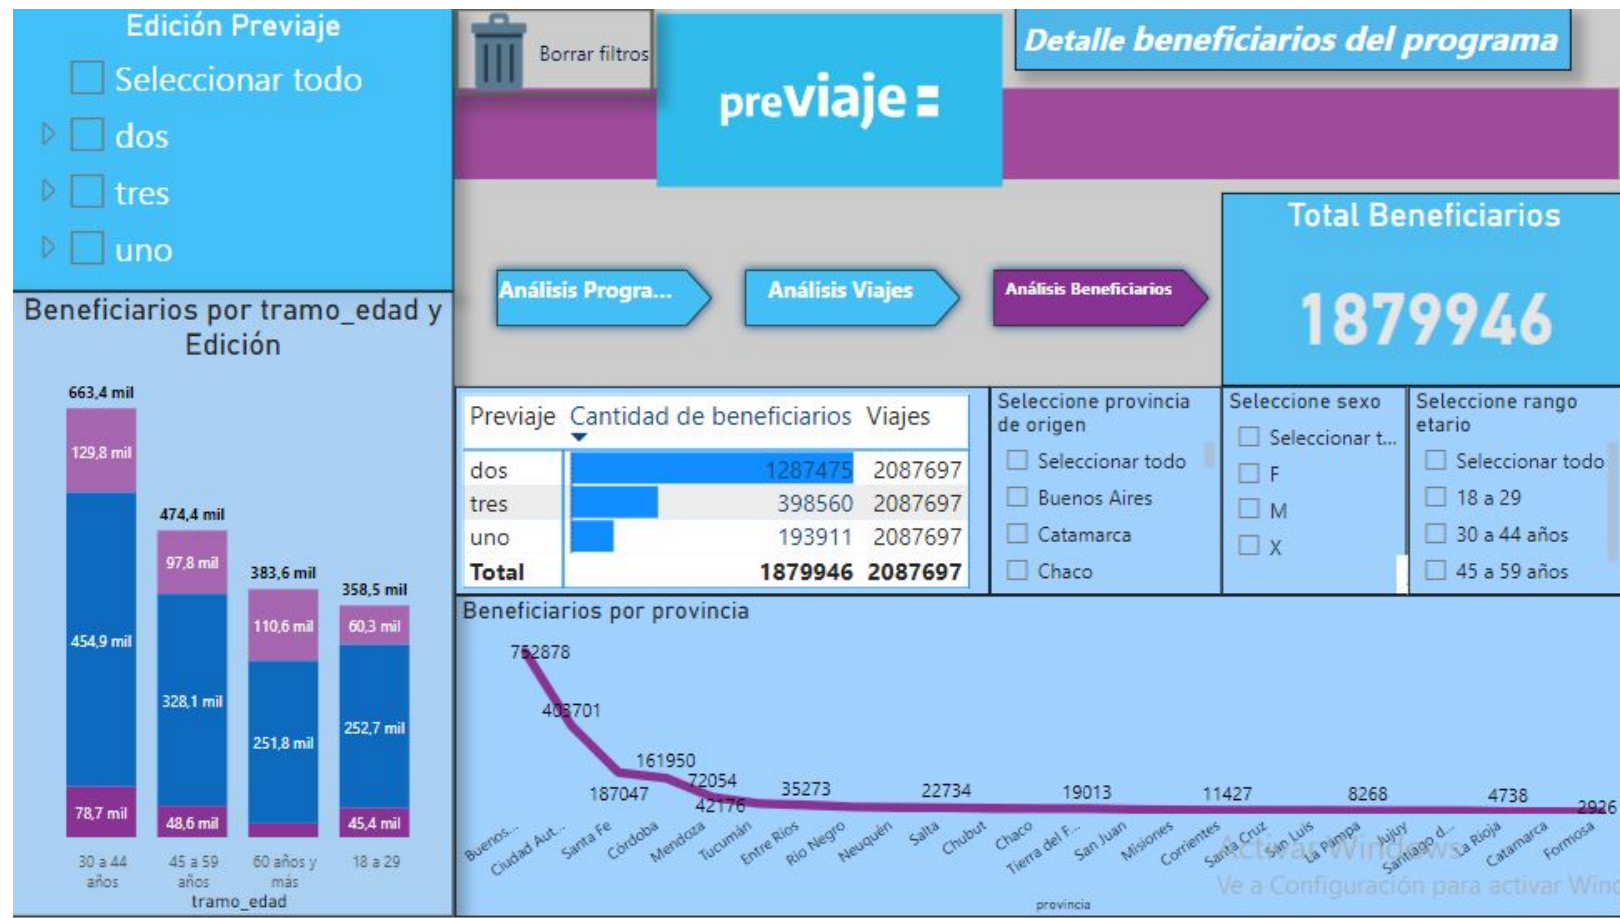 Edición Previaje
Seleccionar todo
dos
tres
uno
Borrar filtros
previaje
Detalle beneficiarios del programa
Análisis Progra...
Análisis Viajes
Análisis Beneficiarios
Total Beneficiarios
1879946
Beneficiarios por tramo_edad y
Edición
663,4 mil
129,8 mil
454,9 mil
78,7 mil
474,4 mil
97,8 mil
328,1 mil
48,6 mil
383,6 mil
110,6 mil
251,8 mil
358,5 mil
60,3 mil
252,7 mil
45,4 mil
30 a 44
años
45 a 59
años
60 años y
más
18 a 29
tramo_edad
Previaje Cantidad de beneficiarios Viajes
dos 1287475 2087697
tres 398560 2087697
uno 193911 2087697
Total 1879946 2087697
Seleccione provincia
de origen
Seleccionar todo
Buenos Aires
Catamarca
Chaco
Seleccione sexo
Seleccionar t...
F
M
X
Seleccione rango
etario
Seleccionar todo
18 a 29
30 a 44 años
45 a 59 años
Beneficiarios por provincia
752878
403701
187047
161950
72054
42176
35273
22734
19013
11427
8268
4738
2926
Buenos...
Ciudad Aut...
Santa Fe
Córdoba
Mendoza
Tucumán
Entre Ríos
Río Negro
Neuquén
Salta
Chubut
Chaco
Tierra del F...
San Juan
Misiones
Corrientes
Santa Cruz
San Luis
La Pampa
Jujuy
Santiago d...
La Rioja
Catamarca
Formosa
provincia
Activar Windows
Ve a Configuración para activar Wind